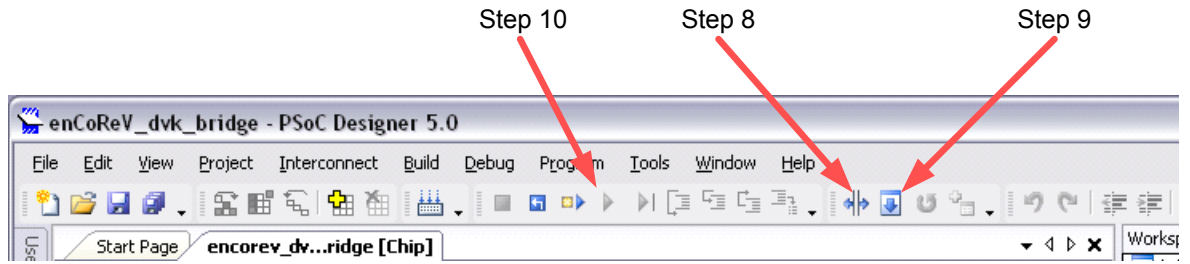 Step 10 Step 8 Step 9
enCoReV_dvk_bridge - PSoC Designer 5.0
File Edit View Project Interconnect Build Debug Program Tools Window Help
Start Page encorev_dv...ridge [Chip] Worksp
Use